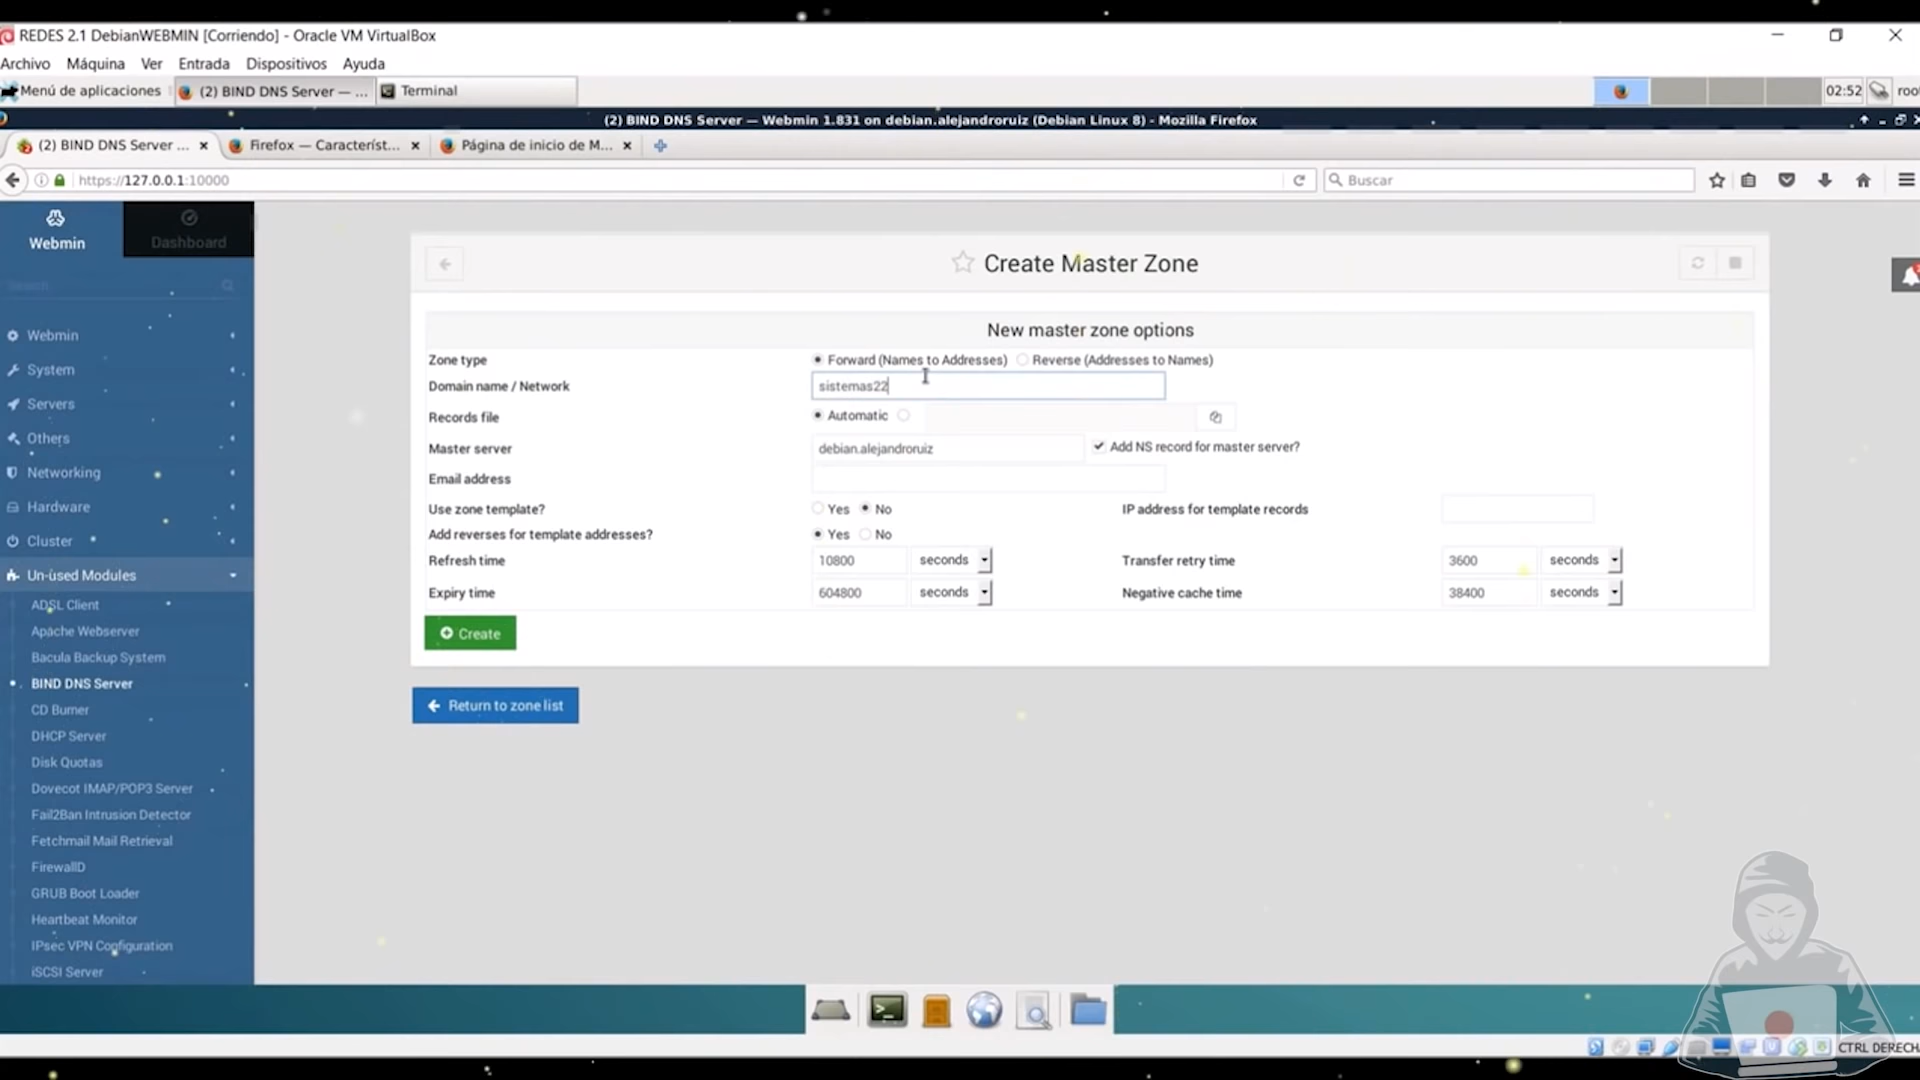 REDES 2.1 DebianWEBMIN [Corriendo] - Oracle VM VirtualBox
Archivo Máquina Ver Entrada Dispositivos Ayuda
Menú de aplicaciones (2) BIND DNS Server — ... Terminal 02:52
(2) BIND DNS Server — Webmin 1.831 on debian.alejandroruiz (Debian Linux 8) - Mozilla Firefox
(2) BIND DNS Server ... Firefox — Característ... Página de inicio de M...
https://127.0.0.1:10000 Buscar
Webmin Dashboard
Search
Webmin
System
Servers
Others
Networking
Hardware
Cluster
Un-used Modules
ADSL Client
Apache Webserver
Bacula Backup System
BIND DNS Server
CD Burner
DHCP Server
Disk Quotas
Dovecot IMAP/POP3 Server
Fail2Ban Intrusion Detector
Fetchmail Mail Retrieval
FirewallD
GRUB Boot Loader
Heartbeat Monitor
IPsec VPN Configuration
iSCSI Server
Create Master Zone
New master zone options
Zone type Forward (Names to Addresses) Reverse (Addresses to Names)
Domain name / Network sistemas22
Records file Automatic
Master server debian.alejandroruiz Add NS record for master server?
Email address
Use zone template? Yes No IP address for template records
Add reverses for template addresses? Yes No
Refresh time 10800 seconds Transfer retry time 3600 seconds
Expiry time 604800 seconds Negative cache time 38400 seconds
Create
Return to zone list